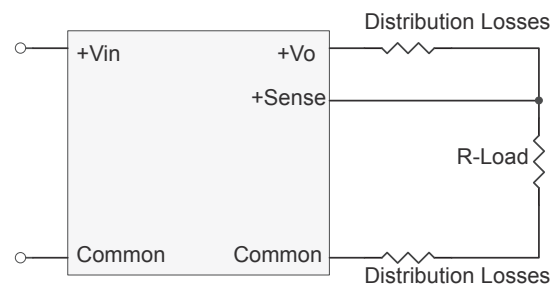 Distribution Losses
+Vin
+Vo
+Sense
R-Load
Common
Common
Distribution Losses